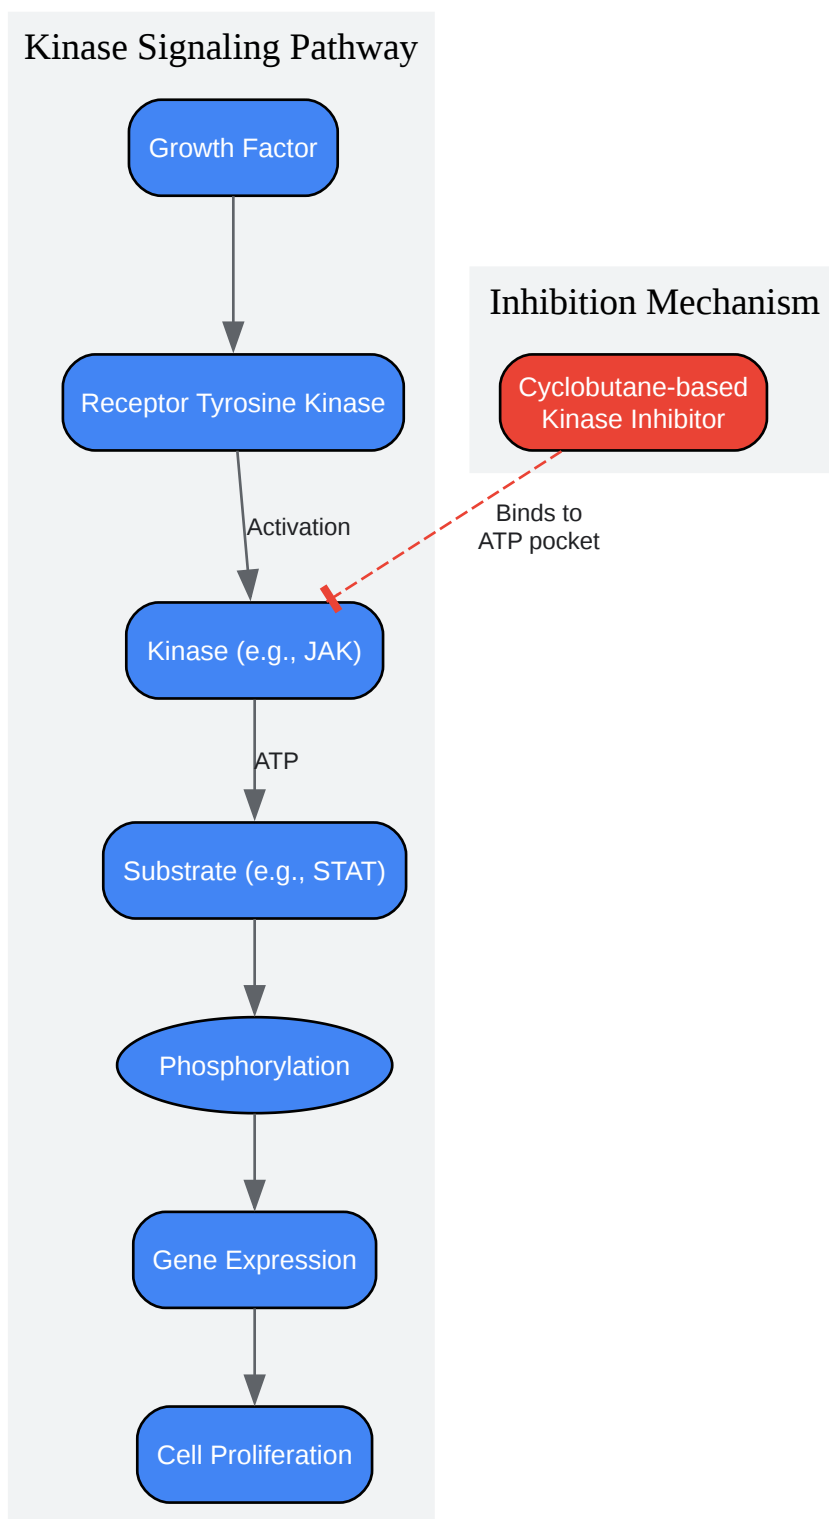 Kinase Signaling Pathway
Growth Factor
Receptor Tyrosine Kinase
Inhibition Mechanism
Cyclobutane-based
Kinase Inhibitor
Activation
Binds to
ATP pocket
Kinase (e.g., JAK)
ATP
Substrate (e.g., STAT)
Phosphorylation
Gene Expression
Cell Proliferation